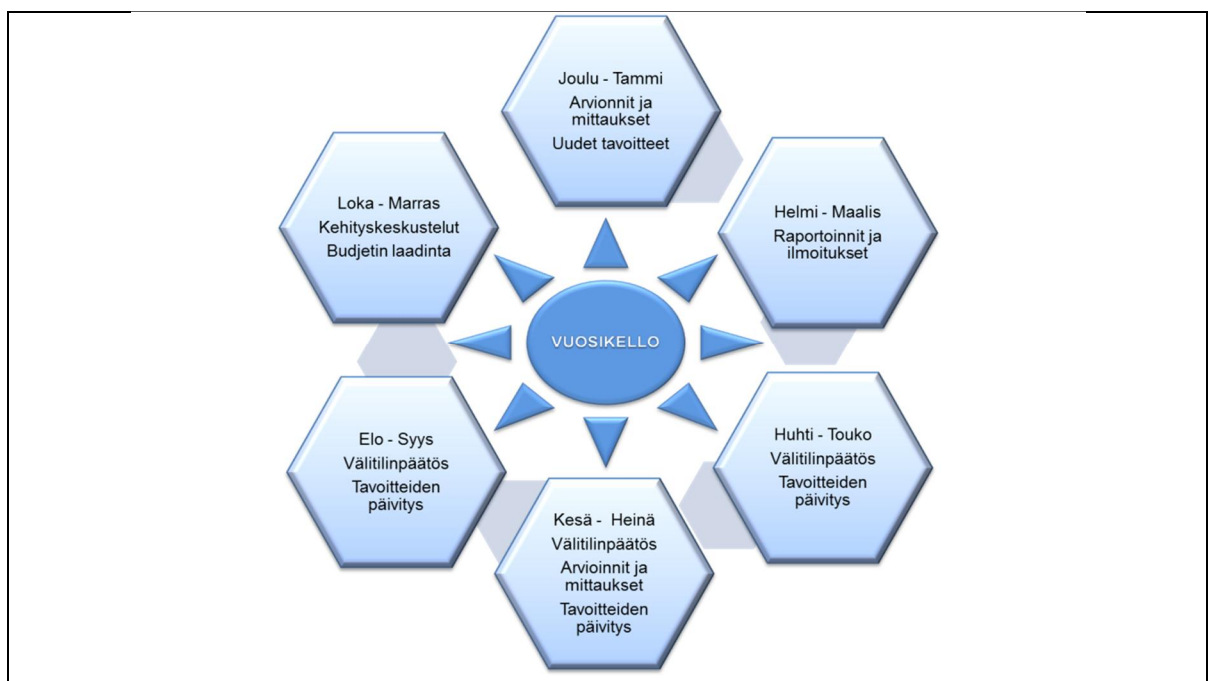 Joulu - Tammi
Arvionnit ja
mittaukset
Uudet tavoitteet
Helmi - Maalis
Raportoinnit ja
ilmoitukset
Huhti - Touko
Välitilinpäätös
Tavoitteiden
päivitys
Kesä -  Heinä
Välitilinpäätös
Arvioinnit ja
mittaukset
Tavoitteiden
päivitys
Elo - Syys
Välitilinpäätös
Tavoitteiden
päivitys
Loka - Marras
Kehityskeskustelut
Budjetin laadinta
VUOSIKELLO